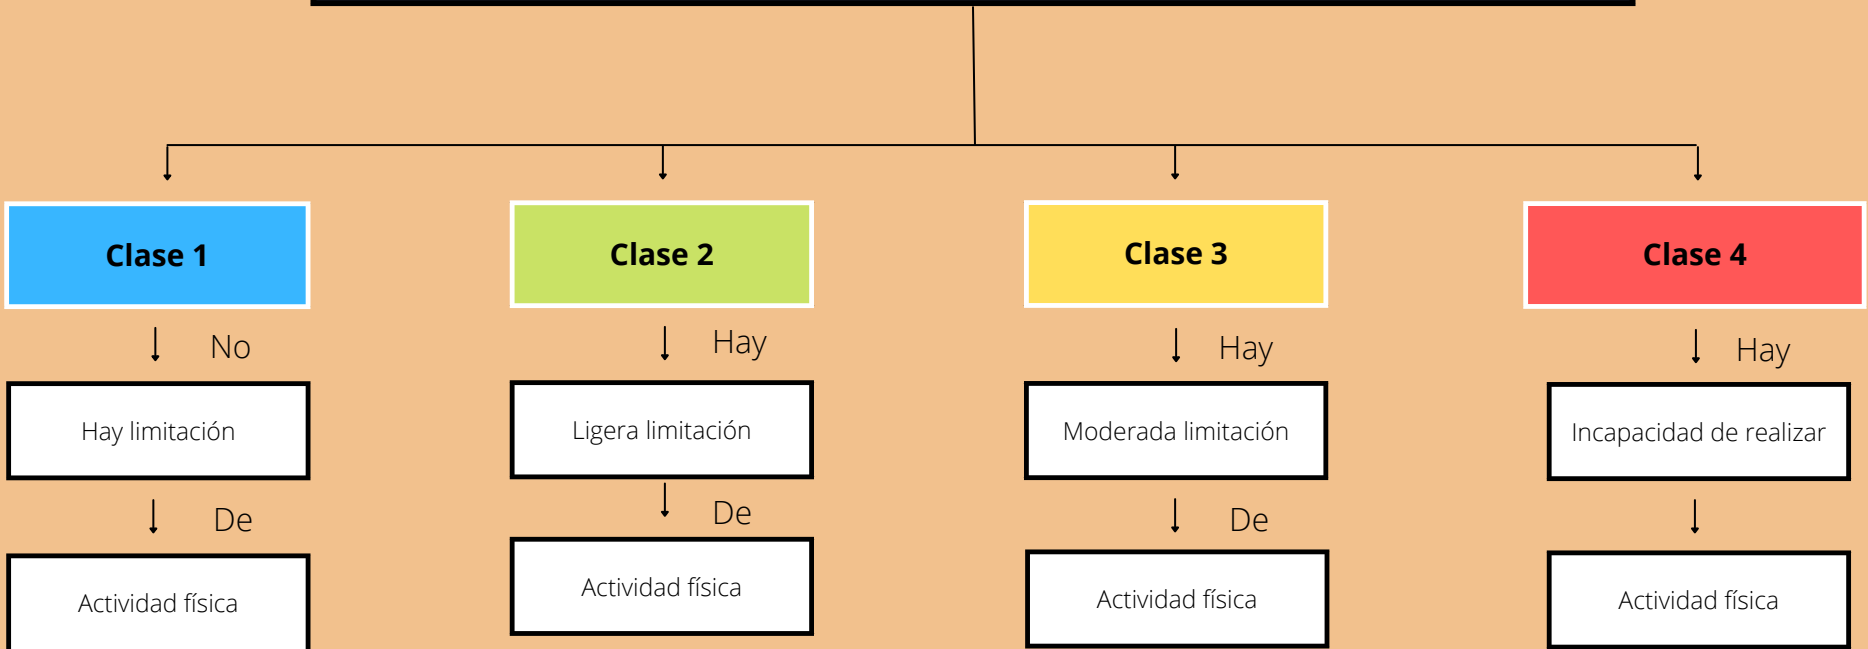 Clase 1
No
Hay limitación
De
Actividad física
Clase 2
Hay
Ligera limitación
De
Actividad física
Clase 3
Hay
Moderada limitación
De
Actividad física
Clase 4
Hay
Incapacidad de realizar
Actividad física